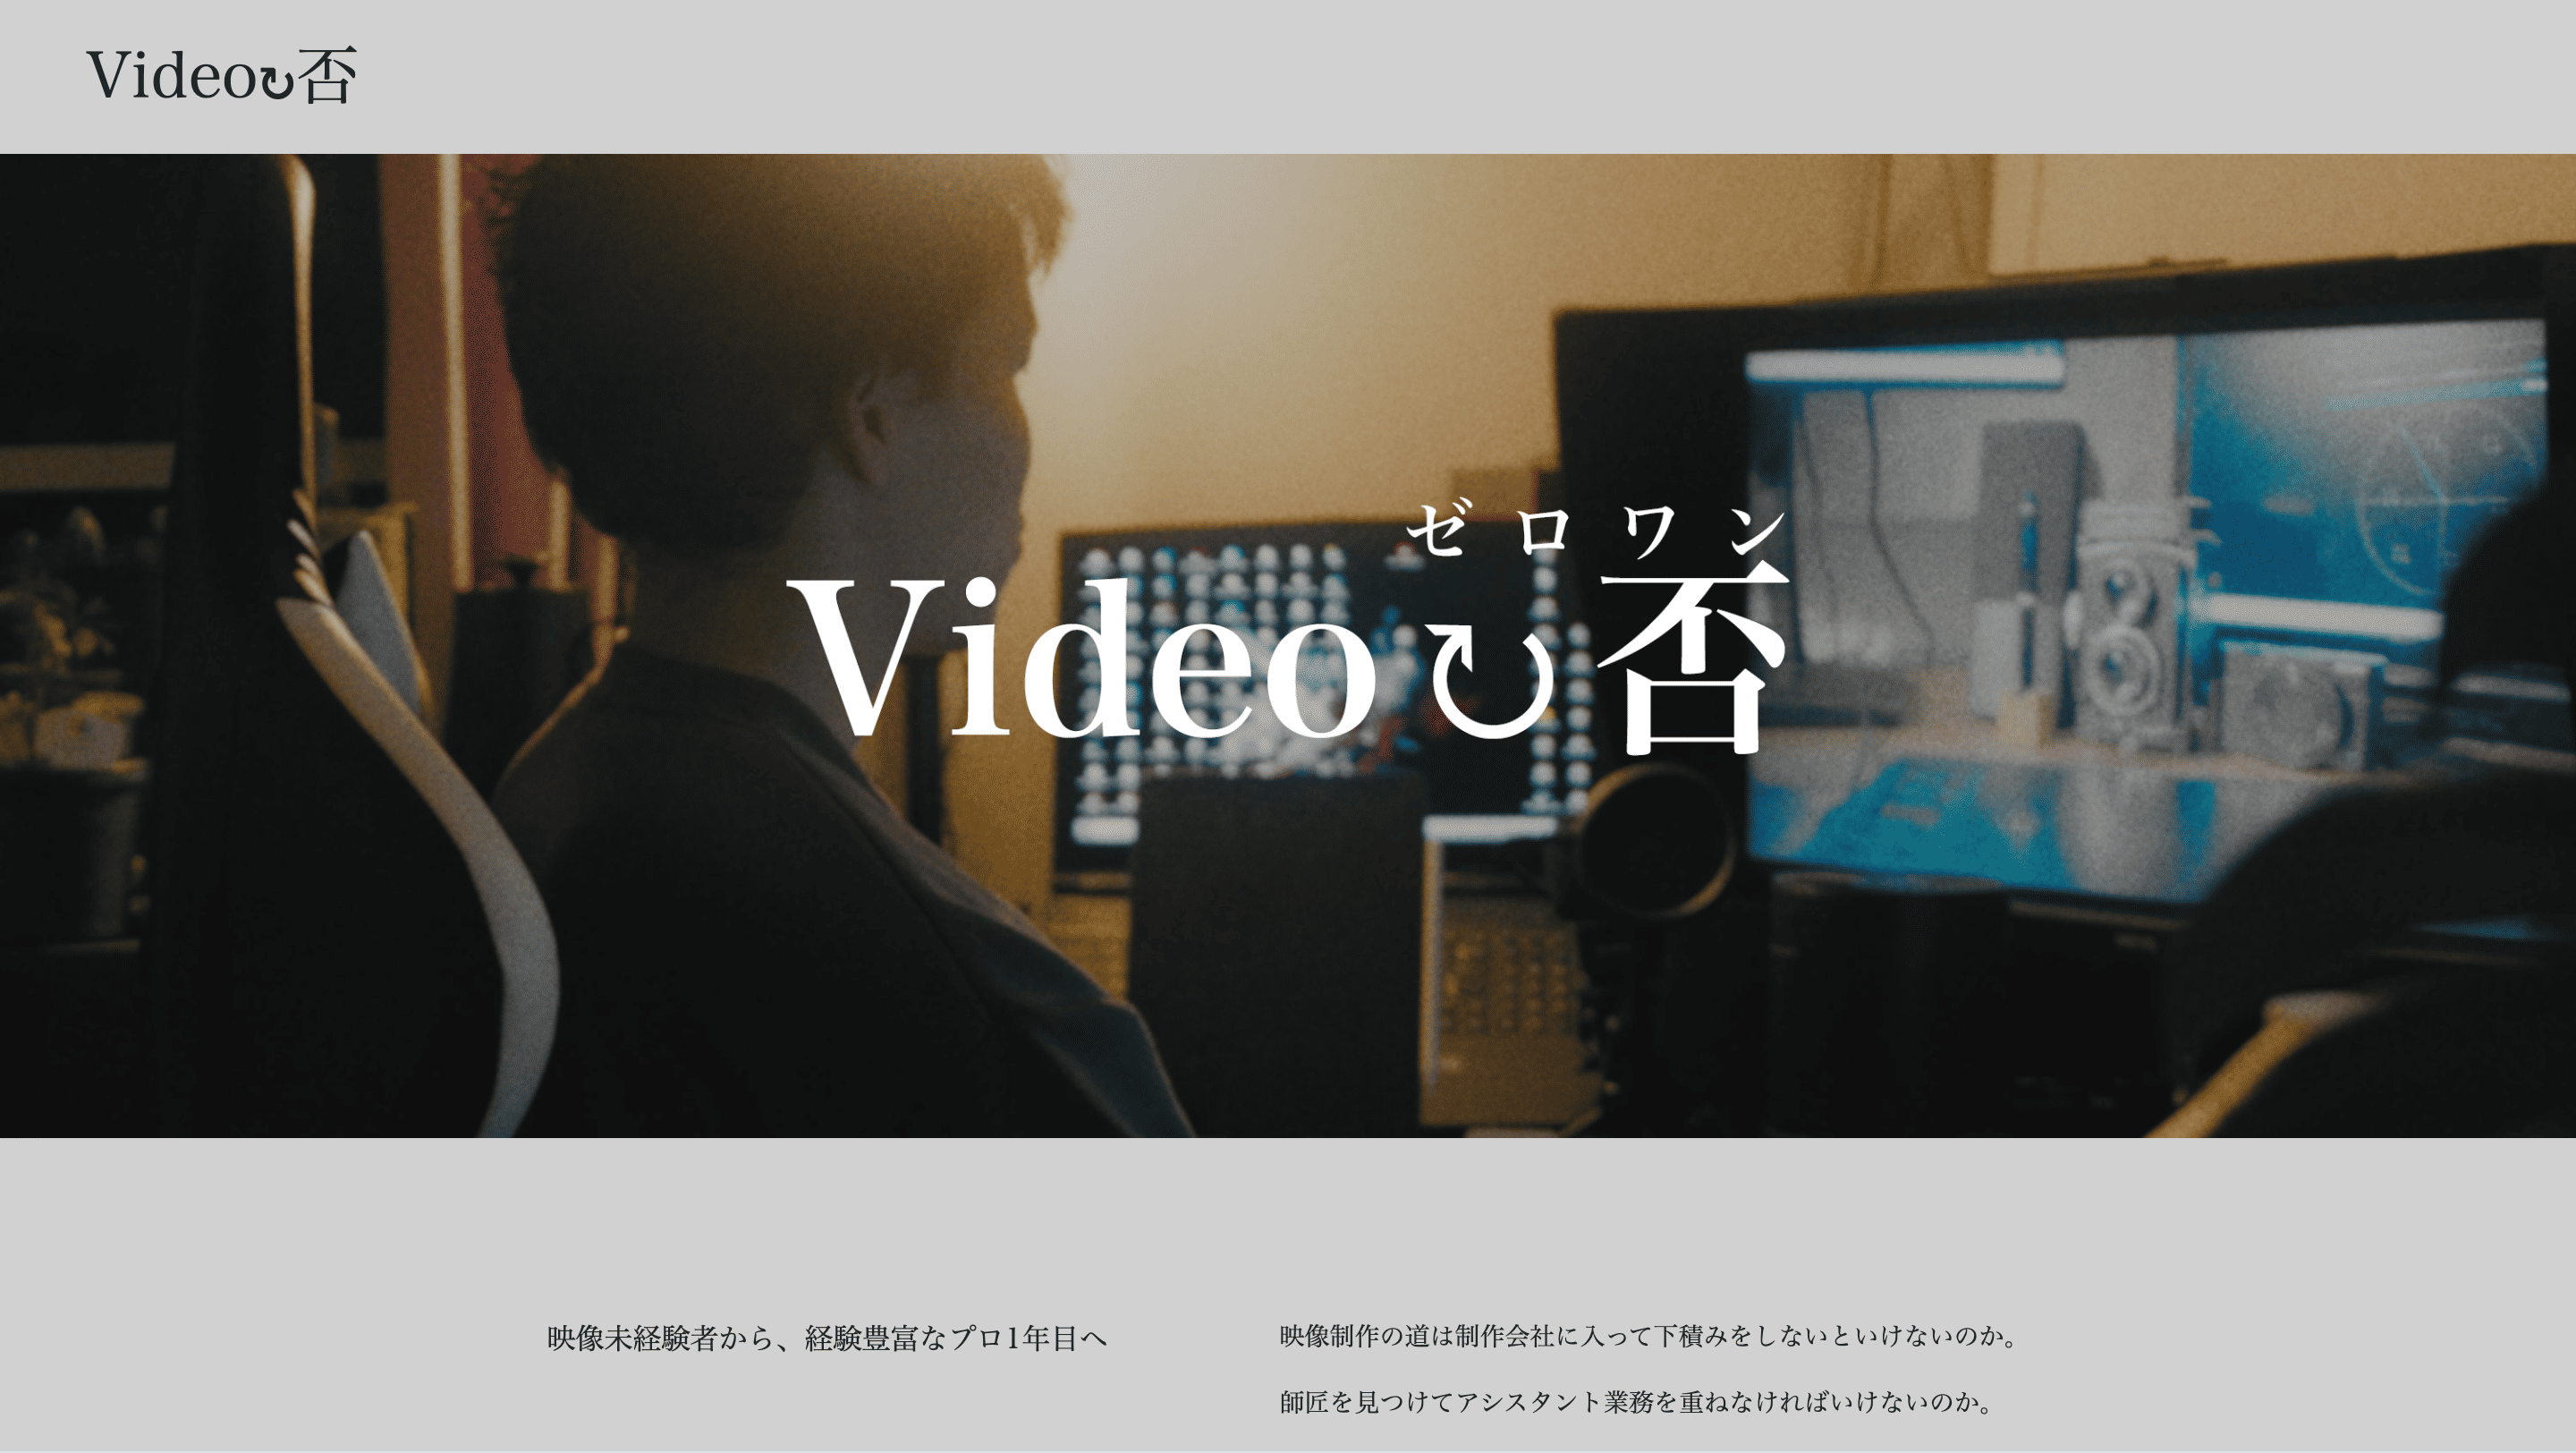 Video↻否
ゼロワン
Video↻否
映像未経験者から、経験豊富なプロ1年目へ
映像制作の道は制作会社に入って下積みをしないといけないのか。
師匠を見つけてアシスタント業務を重ねなければいけないのか。